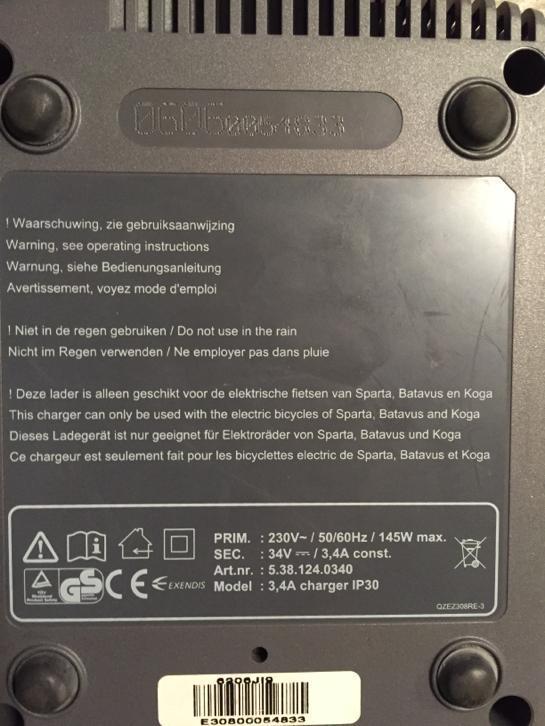 06060054833
! Waarschuwing, zie gebruiksaanwijzing
Warning, see operating instructions
Warnung, siehe Bedienungsanleitung
Avertissement, voyez mode d'emploi
! Niet in de regen gebruiken / Do not use in the rain
Nicht im Regen verwenden / Ne employer pas dans pluie
! Deze lader is alleen geschikt voor de elektrische fietsen van Sparta, Batavus en Koga
This charger can only be used with the electric bicycles of Sparta, Batavus and Koga
Dieses Ladegerät ist nur geeignet für Elektroräder von Sparta, Batavus und Koga
Ce chargeur est seulement fait pour les bicyclettes electric de Sparta, Batavus et Koga
PRIM. : 230V~ / 50/60Hz / 145W max.
SEC. : 34V ⎓ / 3,4A const.
Art.nr. : 5.38.124.0340
Model : 3,4A charger IP30
GS CE EXENDIS
QZEZ308RE-3
E30800054833